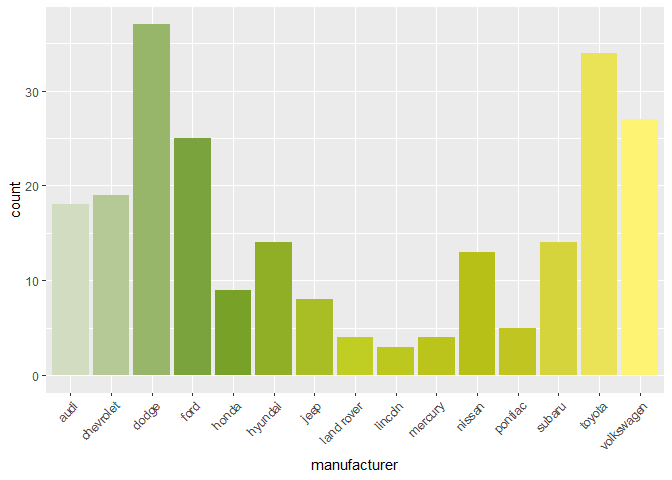 count
30
20
10
0
audi
chevrolet
dodge
ford
honda
hyundai
jeep
land rover
lincoln
mercury
nissan
pontiac
subaru
toyota
volkswagen
manufacturer